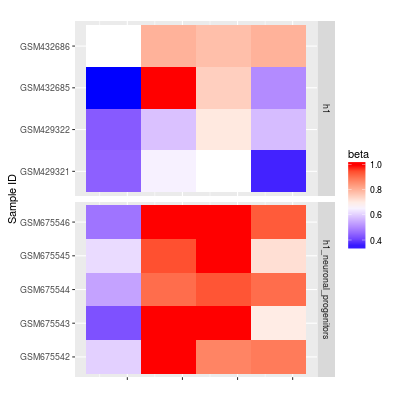 GSM432686
GSM432685
GSM429322
GSM429321
h1
GSM675546
GSM675545
GSM675544
GSM675543
GSM675542
h1_neuronal_progenitors
Sample ID
beta
1.0
0.8
0.6
0.4